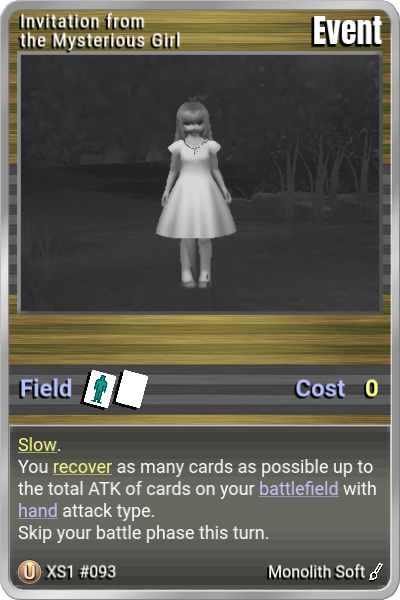 Invitation from
the Mysterious Girl
Event
Field
Cost 0
Slow.
You recover as many cards as possible up to
the total ATK of cards on your battlefield with
hand attack type.
Skip your battle phase this turn.
U XS1 #093
Monolith Soft